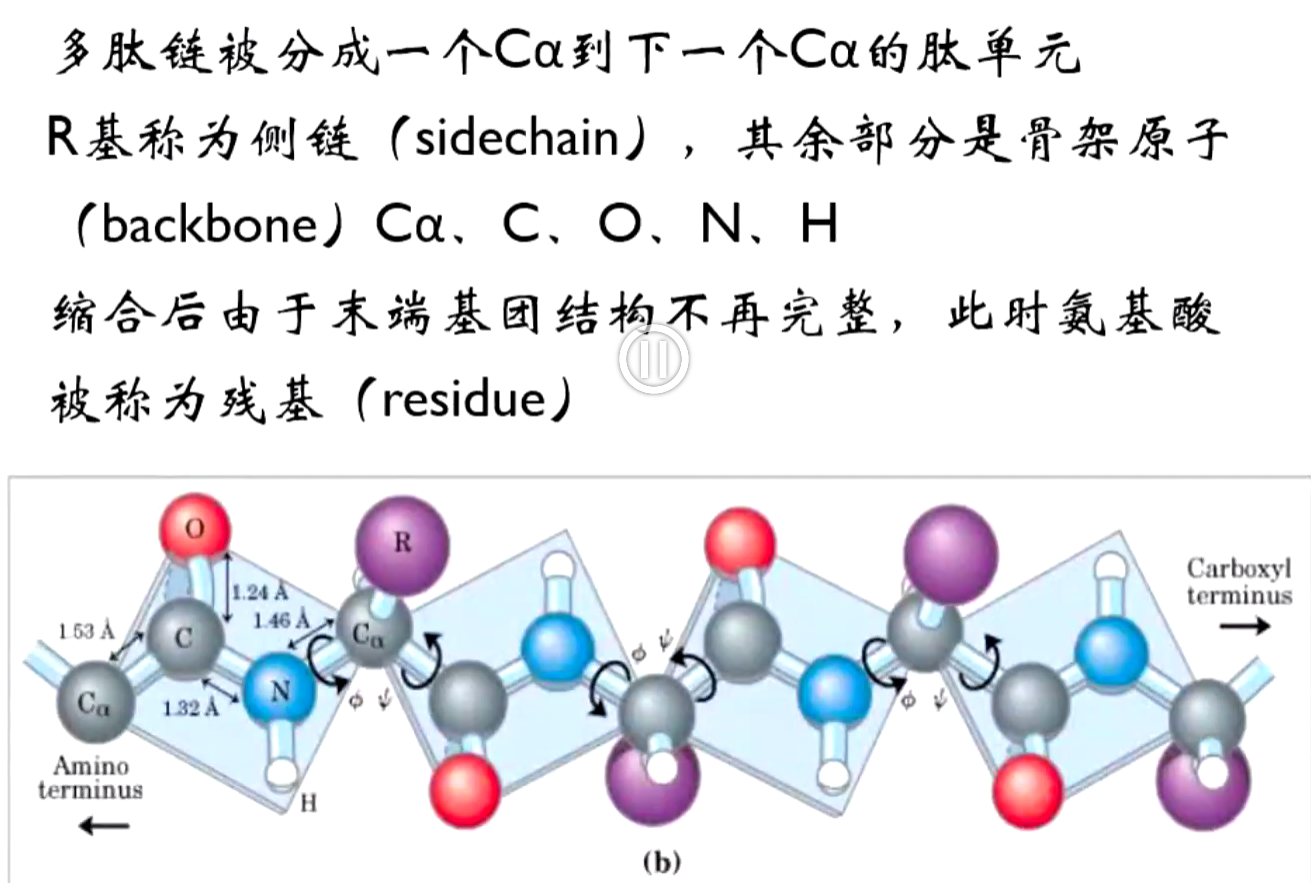 多肽链被分成一个Cα到下一个Cα的肽单元
R基称为侧链（sidechain），其余部分是骨架原子
（backbone）Cα、C、O、N、H
缩合后由于末端基团结构不再完整，此时氨基酸
被称为残基（residue）
O
R
1.24 Å
1.46 Å
1.53 Å
C
Cα
Cα
N
1.32 Å
ϕ ψ
ϕ ψ
ϕ ψ
H
Amino
terminus
Carboxyl
terminus
(b)